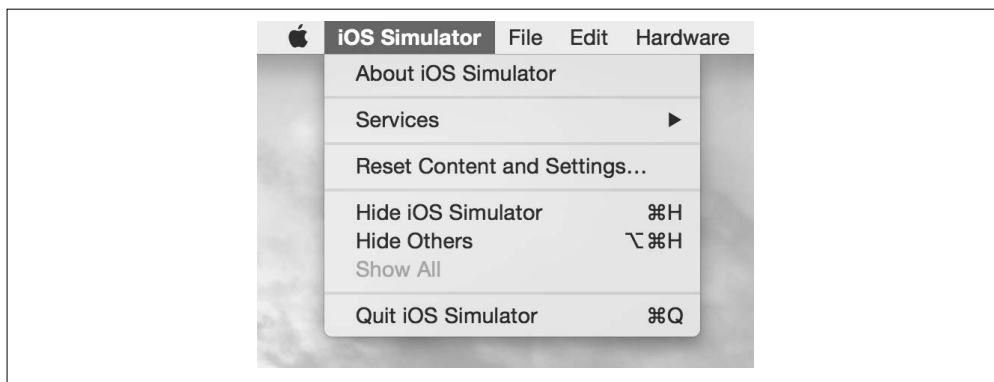 iOS Simulator File Edit Hardware
About iOS Simulator
Services
Reset Content and Settings…
Hide iOS Simulator ⌘H
Hide Others ⌥⌘H
Show All
Quit iOS Simulator ⌘Q